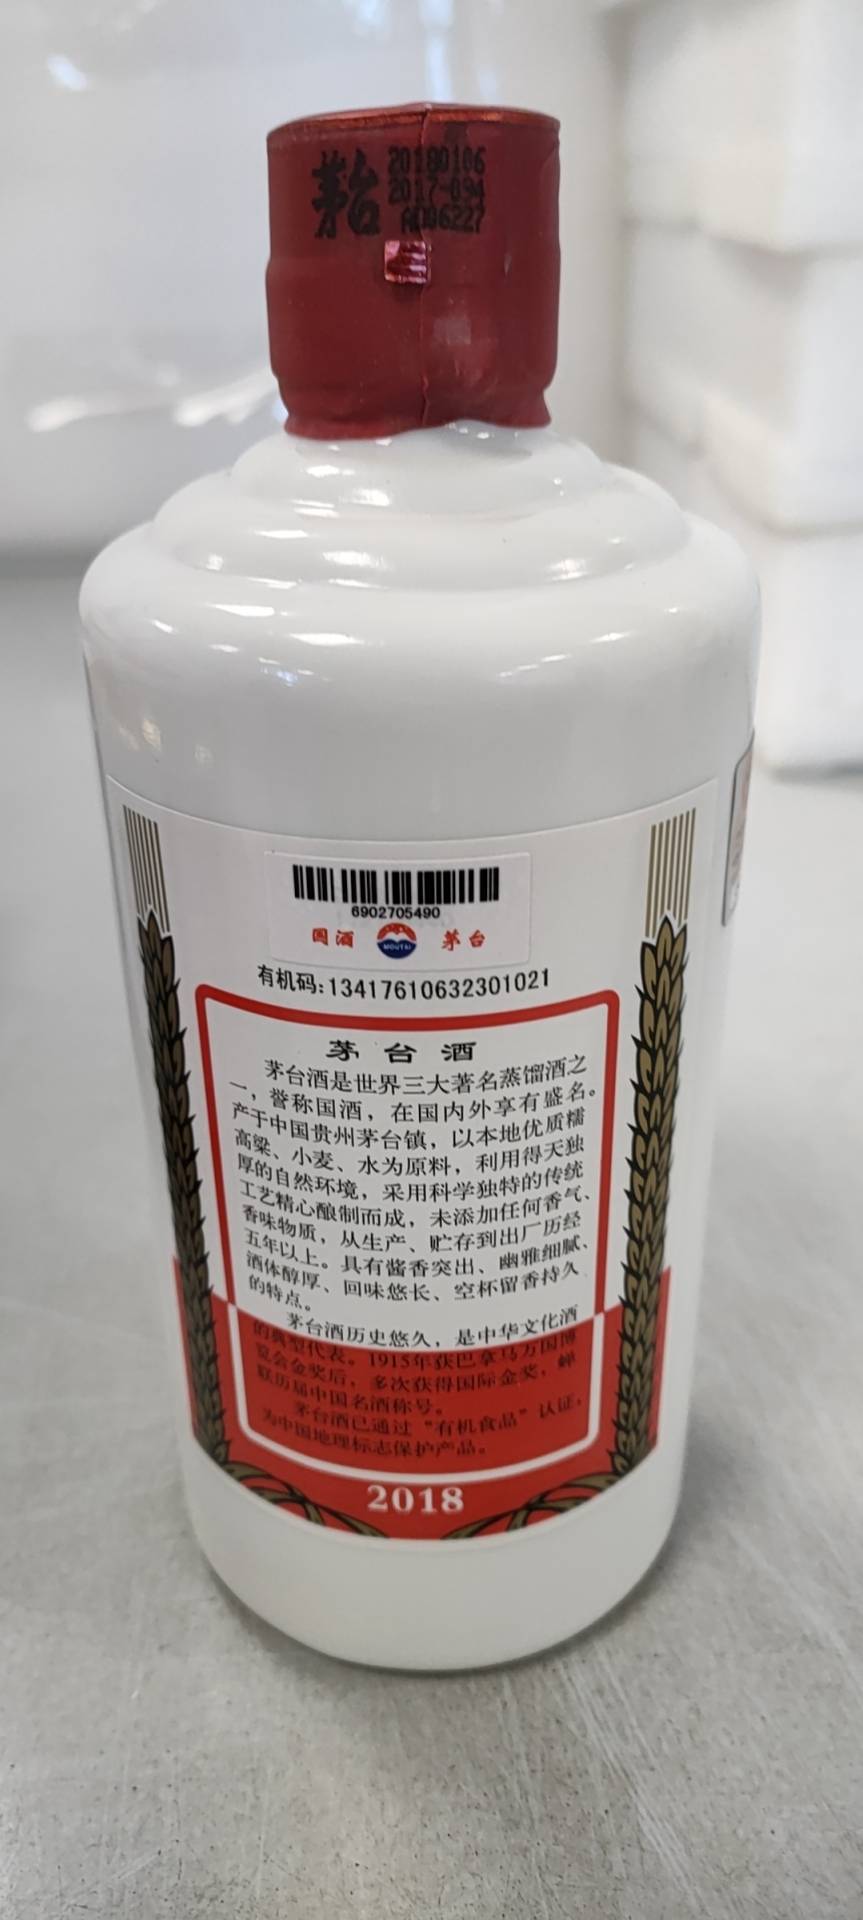 茅台
20180106
2017-094
A006227
6902705490
国酒 MOUTAI 茅台
有机码:13417610632301021
茅台酒
茅台酒是世界三大著名蒸馏酒之
一，誉称国酒，在国内外享有盛名。
产于中国贵州茅台镇，以本地优质糯
高粱、小麦、水为原料，利用得天独
厚的自然环境，采用科学独特的传统
工艺精心酿制而成，未添加任何香气、
香味物质，从生产、贮存到出厂历经
五年以上。具有酱香突出、幽雅细腻、
酒体醇厚、回味悠长、空杯留香持久
的特点。
茅台酒历史悠久，是中华文化酒
的典型代表。1915年获巴拿马万国博
览会金奖后，多次获得国际金奖，蝉
联历届中国名酒称号。
茅台酒已通过“有机食品”认证，
为中国地理标志保护产品。
2018